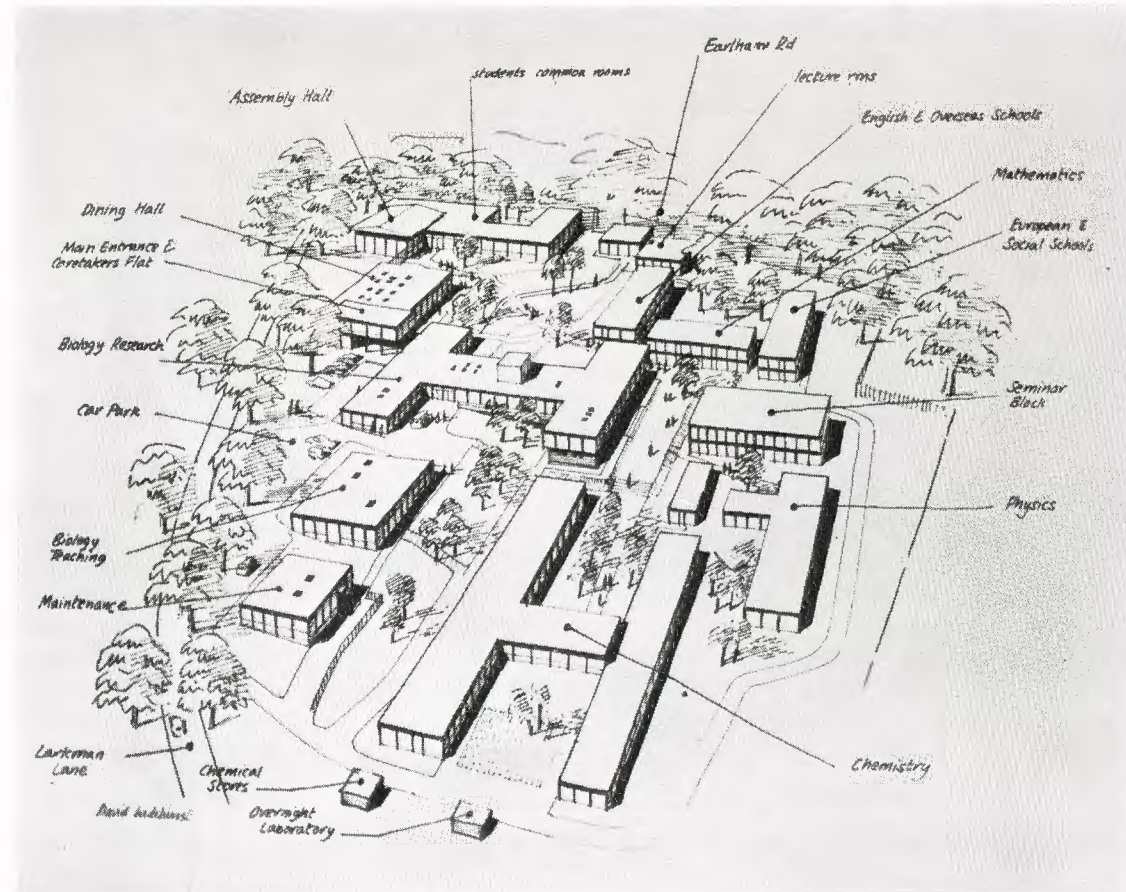 Earlham Rd
students common rooms
lecture rms
Assembly Hall
English & Overseas Schools
Mathematics
Dining Hall
European &
Social Schools
Main Entrance &
Caretakers Flat
Biology Research
Seminar
Block
Car Park
Physics
Biology
Teaching
Maintenance
Larkman
Lane
Chemical
Stores
Chemistry
David
Overnight
Laboratory